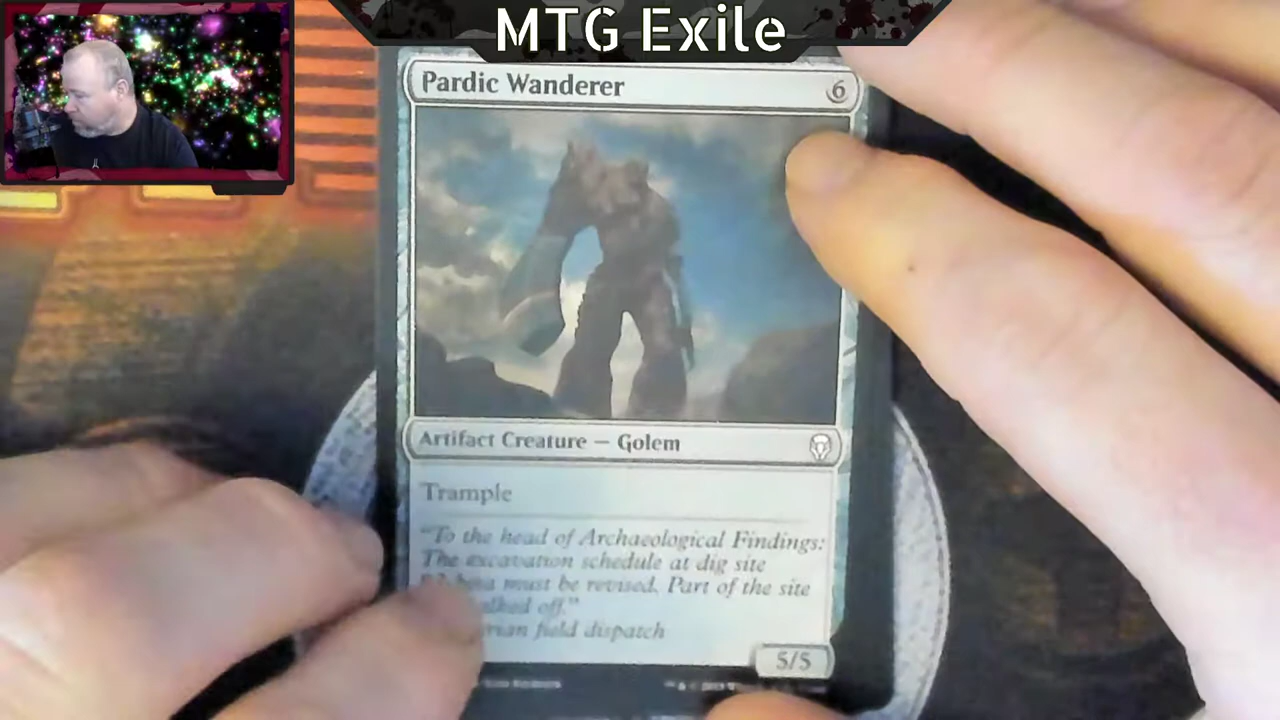 MTG Exile
Pardic Wanderer
6
Artifact Creature — Golem
Trample
"To the head of Archaeological Findings:
The excavation schedule at dig site
must be revised. Part of the site
off."
field dispatch
5/5